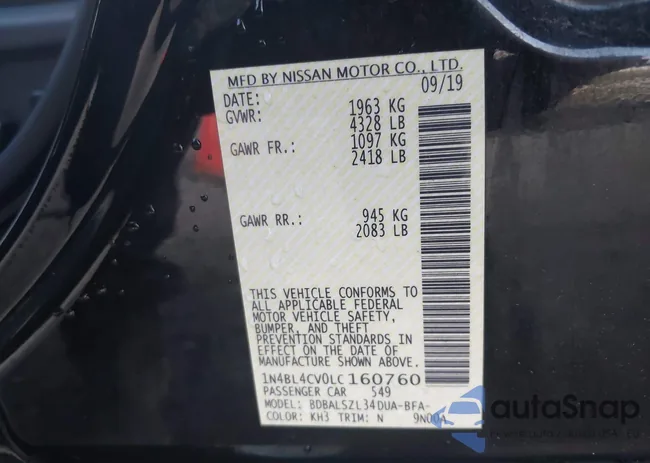 MFD BY NISSAN MOTOR CO., LTD.
DATE: 09/19
GVWR: 1963 KG
4328 LB
GAWR FR.: 1097 KG
2418 LB
GAWR RR.: 945 KG
2083 LB
THIS VEHICLE CONFORMS TO
ALL APPLICABLE FEDERAL
MOTOR VEHICLE SAFETY,
BUMPER, AND THEFT
PREVENTION STANDARDS IN
EFFECT ON THE DATE OF
MANUFACTURE SHOWN ABOVE.
1N4BL4CV0LC160760
PASSENGER CAR 549
MODEL: BDBALSZL34DUA-BFA-
COLOR: KH3 TRIM: N 9N00A
autoSnap